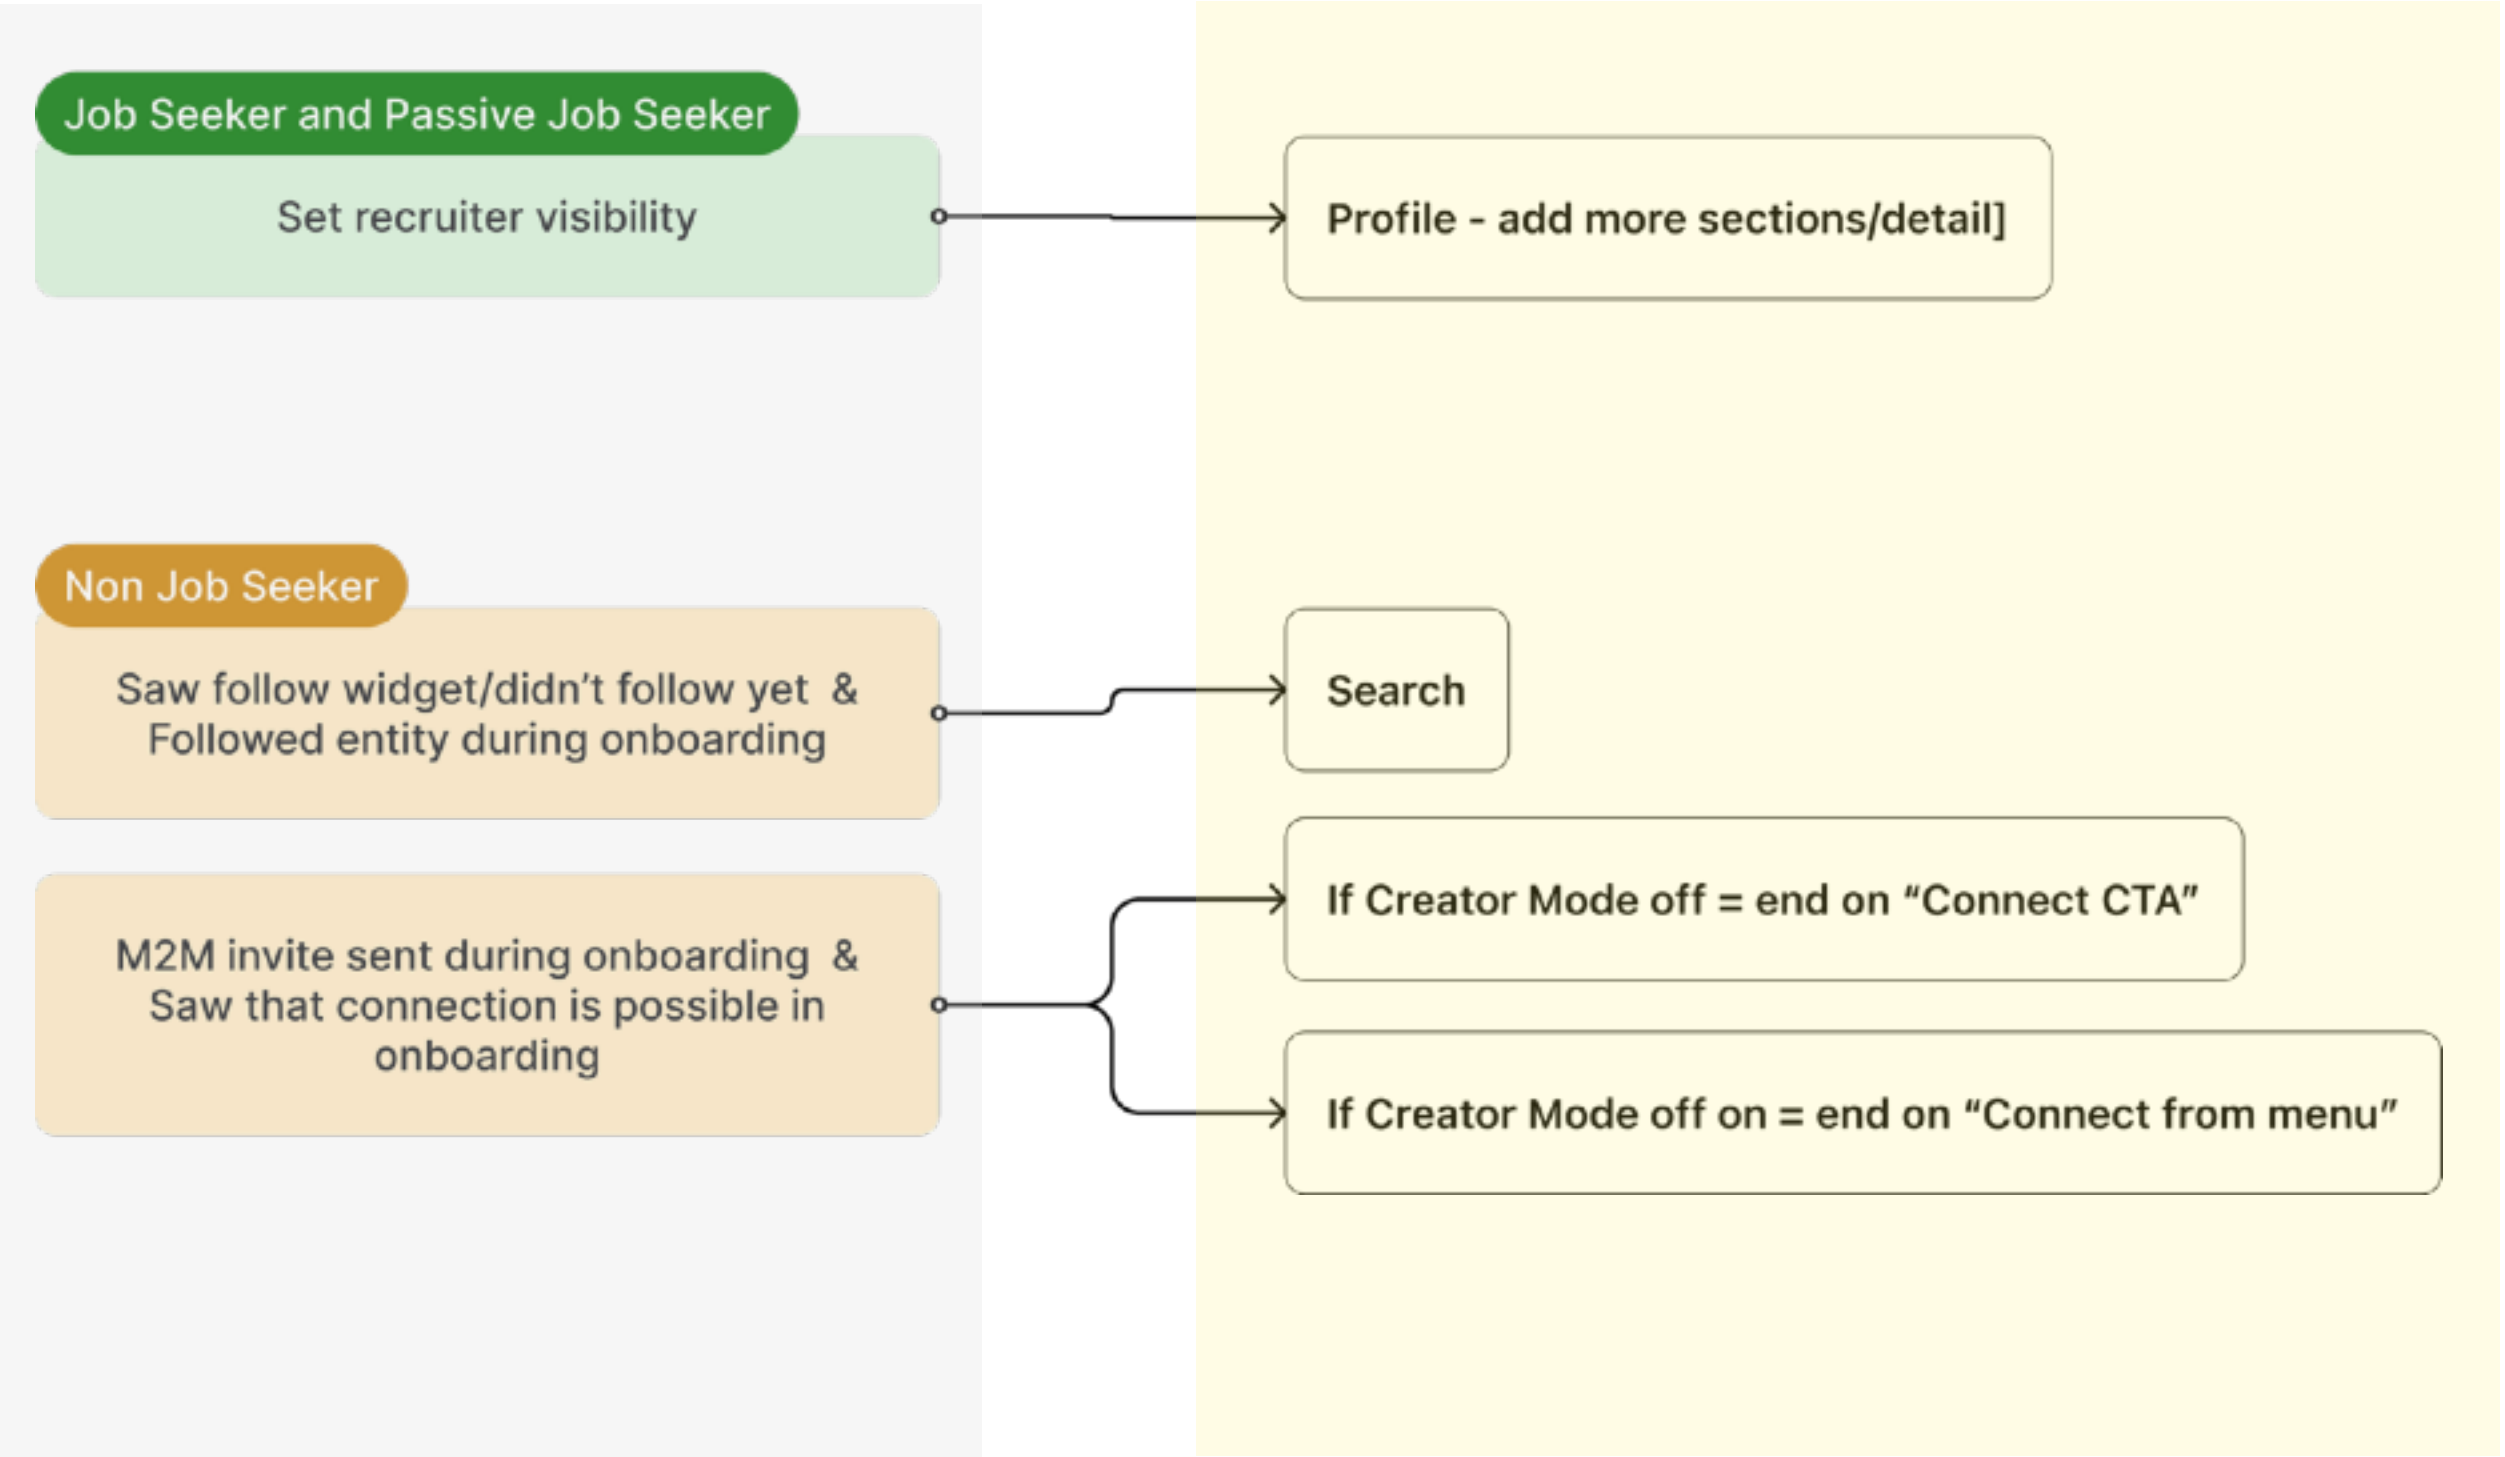 Job Seeker and Passive Job Seeker
Set recruiter visibility
Profile - add more sections/detail]
Non Job Seeker
Saw follow widget/didn’t follow yet &
Followed entity during onboarding
Search
M2M invite sent during onboarding &
Saw that connection is possible in
onboarding
If Creator Mode off = end on “Connect CTA”
If Creator Mode off on = end on “Connect from menu”